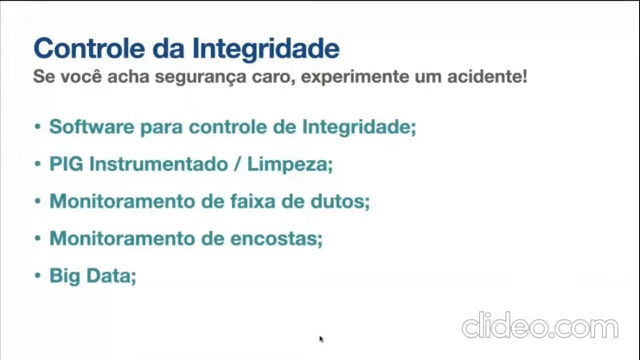 Controle da Integridade
Se você acha segurança caro, experimente um acidente!
• Software para controle de Integridade;
• PIG Instrumentado / Limpeza;
• Monitoramento de faixa de dutos;
• Monitoramento de encostas;
• Big Data;
clideo.com